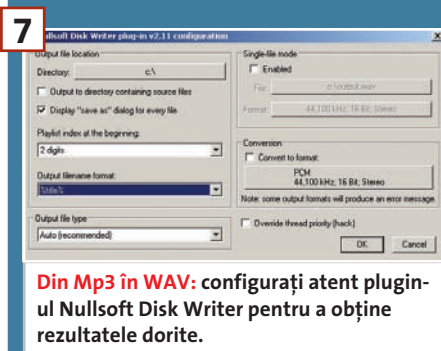 7
Nullsoft Disk Writer plug-in v2.11 configuration
Output file location
Directory: c:\
Output to directory containing source files
Display "save as" dialog for every file
Playlist index at the beginning:
2 digits
Output filename format:
%title%
Output file type
Auto (recommended)
Single-file mode
Enabled
File: c:\output.wav
Format: 44,100 kHz; 16 Bit; Stereo
Conversion
Convert to format:
PCM
44,100 kHz; 16 Bit; Stereo
Note: some output formats will produce an error message
Override thread priority (hack)
OK Cancel
Din Mp3 în WAV: configurați atent plugin-
ul Nullsoft Disk Writer pentru a obține
rezultatele dorite.